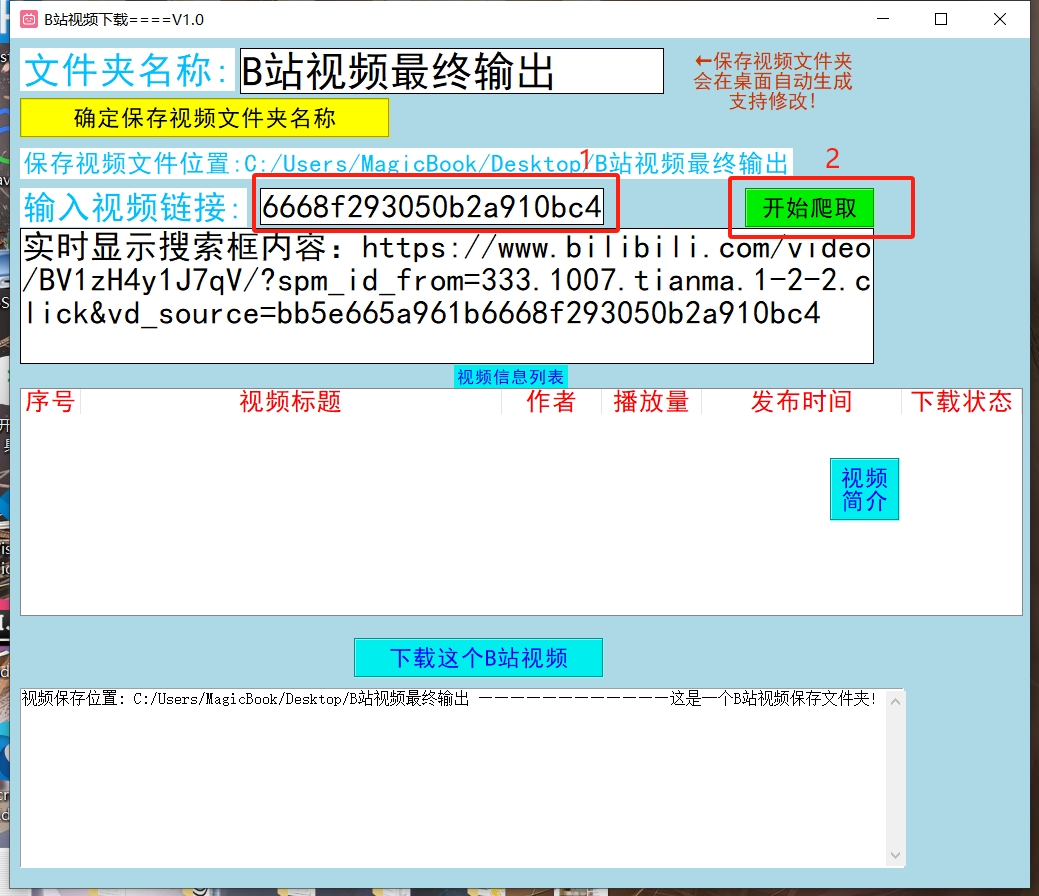 B站视频下载====V1.0
文件夹名称:
B站视频最终输出
←保存视频文件夹
会在桌面自动生成
支持修改！
确定保存视频文件夹名称
保存视频文件位置:C:/Users/MagicBook/Desktop/B站视频最终输出
1
2
输入视频链接:
6668f293050b2a910bc4
开始爬取
实时显示搜索框内容：https://www.bilibili.com/video
/BV1zH4y1J7qV/?spm_id_from=333.1007.tianma.1-2-2.c
lick&vd_source=bb5e665a961b6668f293050b2a910bc4
视频信息列表
序号 视频标题 作者 播放量 发布时间 下载状态
视频
简介
下载这个B站视频
视频保存位置: C:/Users/MagicBook/Desktop/B站视频最终输出 ————————————这是一个B站视频保存文件夹!